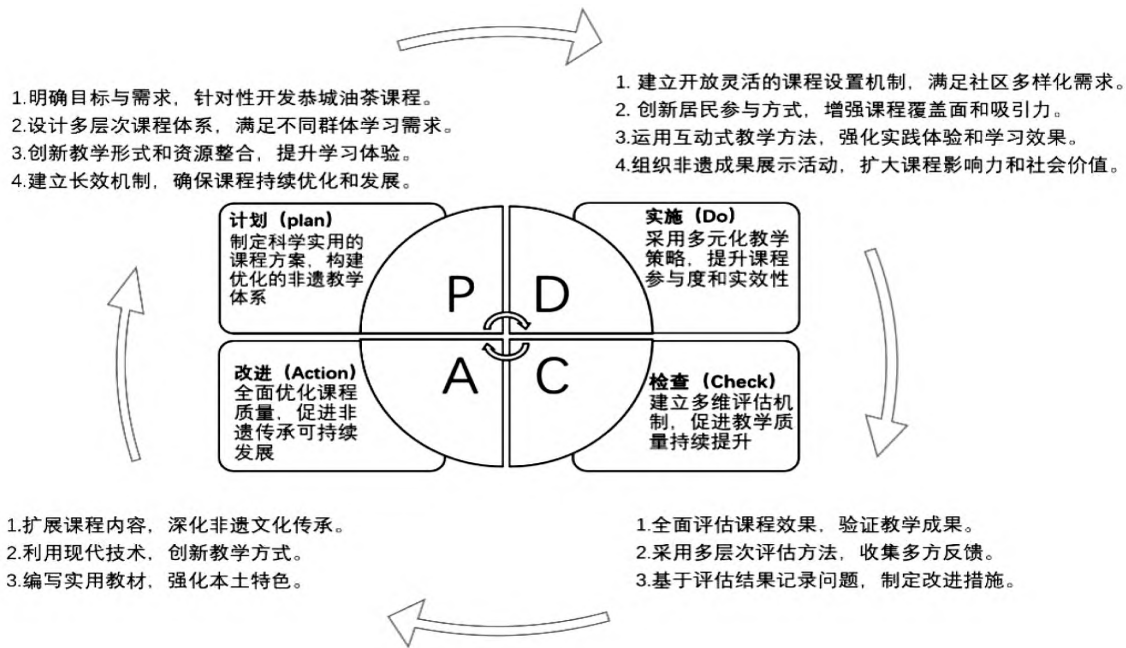 1.明确目标与需求，针对性开发恭城油茶课程。
2.设计多层次课程体系，满足不同群体学习需求。
3.创新教学形式和资源整合，提升学习体验。
4.建立长效机制，确保课程持续优化和发展。
1. 建立开放灵活的课程设置机制，满足社区多样化需求。
2. 创新居民参与方式，增强课程覆盖面和吸引力。
3.运用互动式教学方法，强化实践体验和学习效果。
4.组织非遗成果展示活动，扩大课程影响力和社会价值。
计划（plan）
制定科学实用的
课程方案，构建
优化的非遗教学
体系
P
D
实施（Do）
采用多元化教学
策略，提升课程
参与度和实效性
改进（Action）
全面优化课程
质量，促进非
遗传承可持续
发展
A
C
检查（Check）
建立多维评估机
制，促进教学质
量持续提升
1.扩展课程内容，深化非遗文化传承。
2.利用现代技术，创新教学方式。
3.编写实用教材，强化本土特色。
1.全面评估课程效果，验证教学成果。
2.采用多层次评估方法，收集多方反馈。
3.基于评估结果记录问题，制定改进措施。